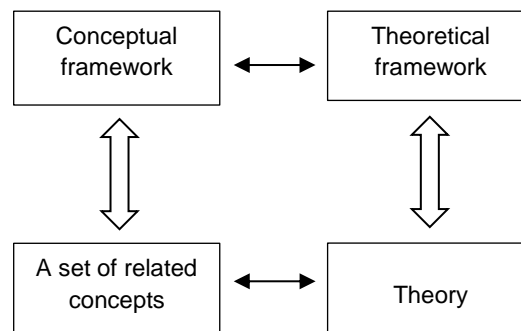 Conceptual
framework
Theoretical
framework
A set of related
concepts
Theory